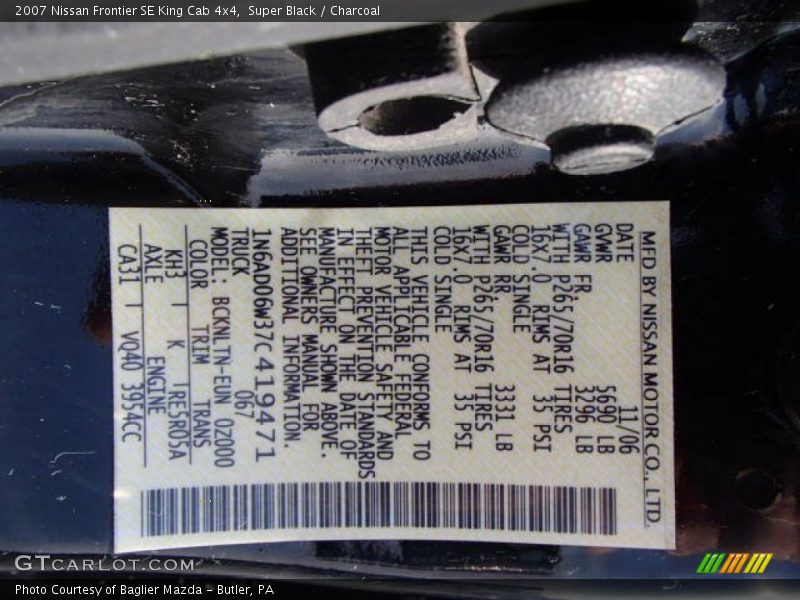 2007 Nissan Frontier SE King Cab 4x4,  Super Black / Charcoal
MFD BY NISSAN MOTOR CO., LTD.
DATE 11/06
GVWR 5690 LB
GAWR FR. 3296 LB
WITH P265/70R16 TIRES
16X7.0 RIMS AT 35 PSI
COLD SINGLE
GAWR RR. 3331 LB
WITH P265/70R16 TIRES
16X7.0 RIMS AT 35 PSI
COLD SINGLE
THIS VEHICLE CONFORMS TO
ALL APPLICABLE FEDERAL
MOTOR VEHICLE SAFETY AND
THEFT PREVENTION STANDARDS
IN EFFECT ON THE DATE OF
MANUFACTURE SHOWN ABOVE.
SEE OWNERS MANUAL FOR
ADDITIONAL INFORMATION.
1N6AD06W37C419471
TRUCK 067
MODEL: BCKNLTN-EUN 0Z000
COLOR TRIM TRANS
KH3 K RE5R05A
AXLE ENGINE
CA31 VQ40 3954CC
GTCARLOT.COM
Photo Courtesy of Baglier Mazda - Butler, PA